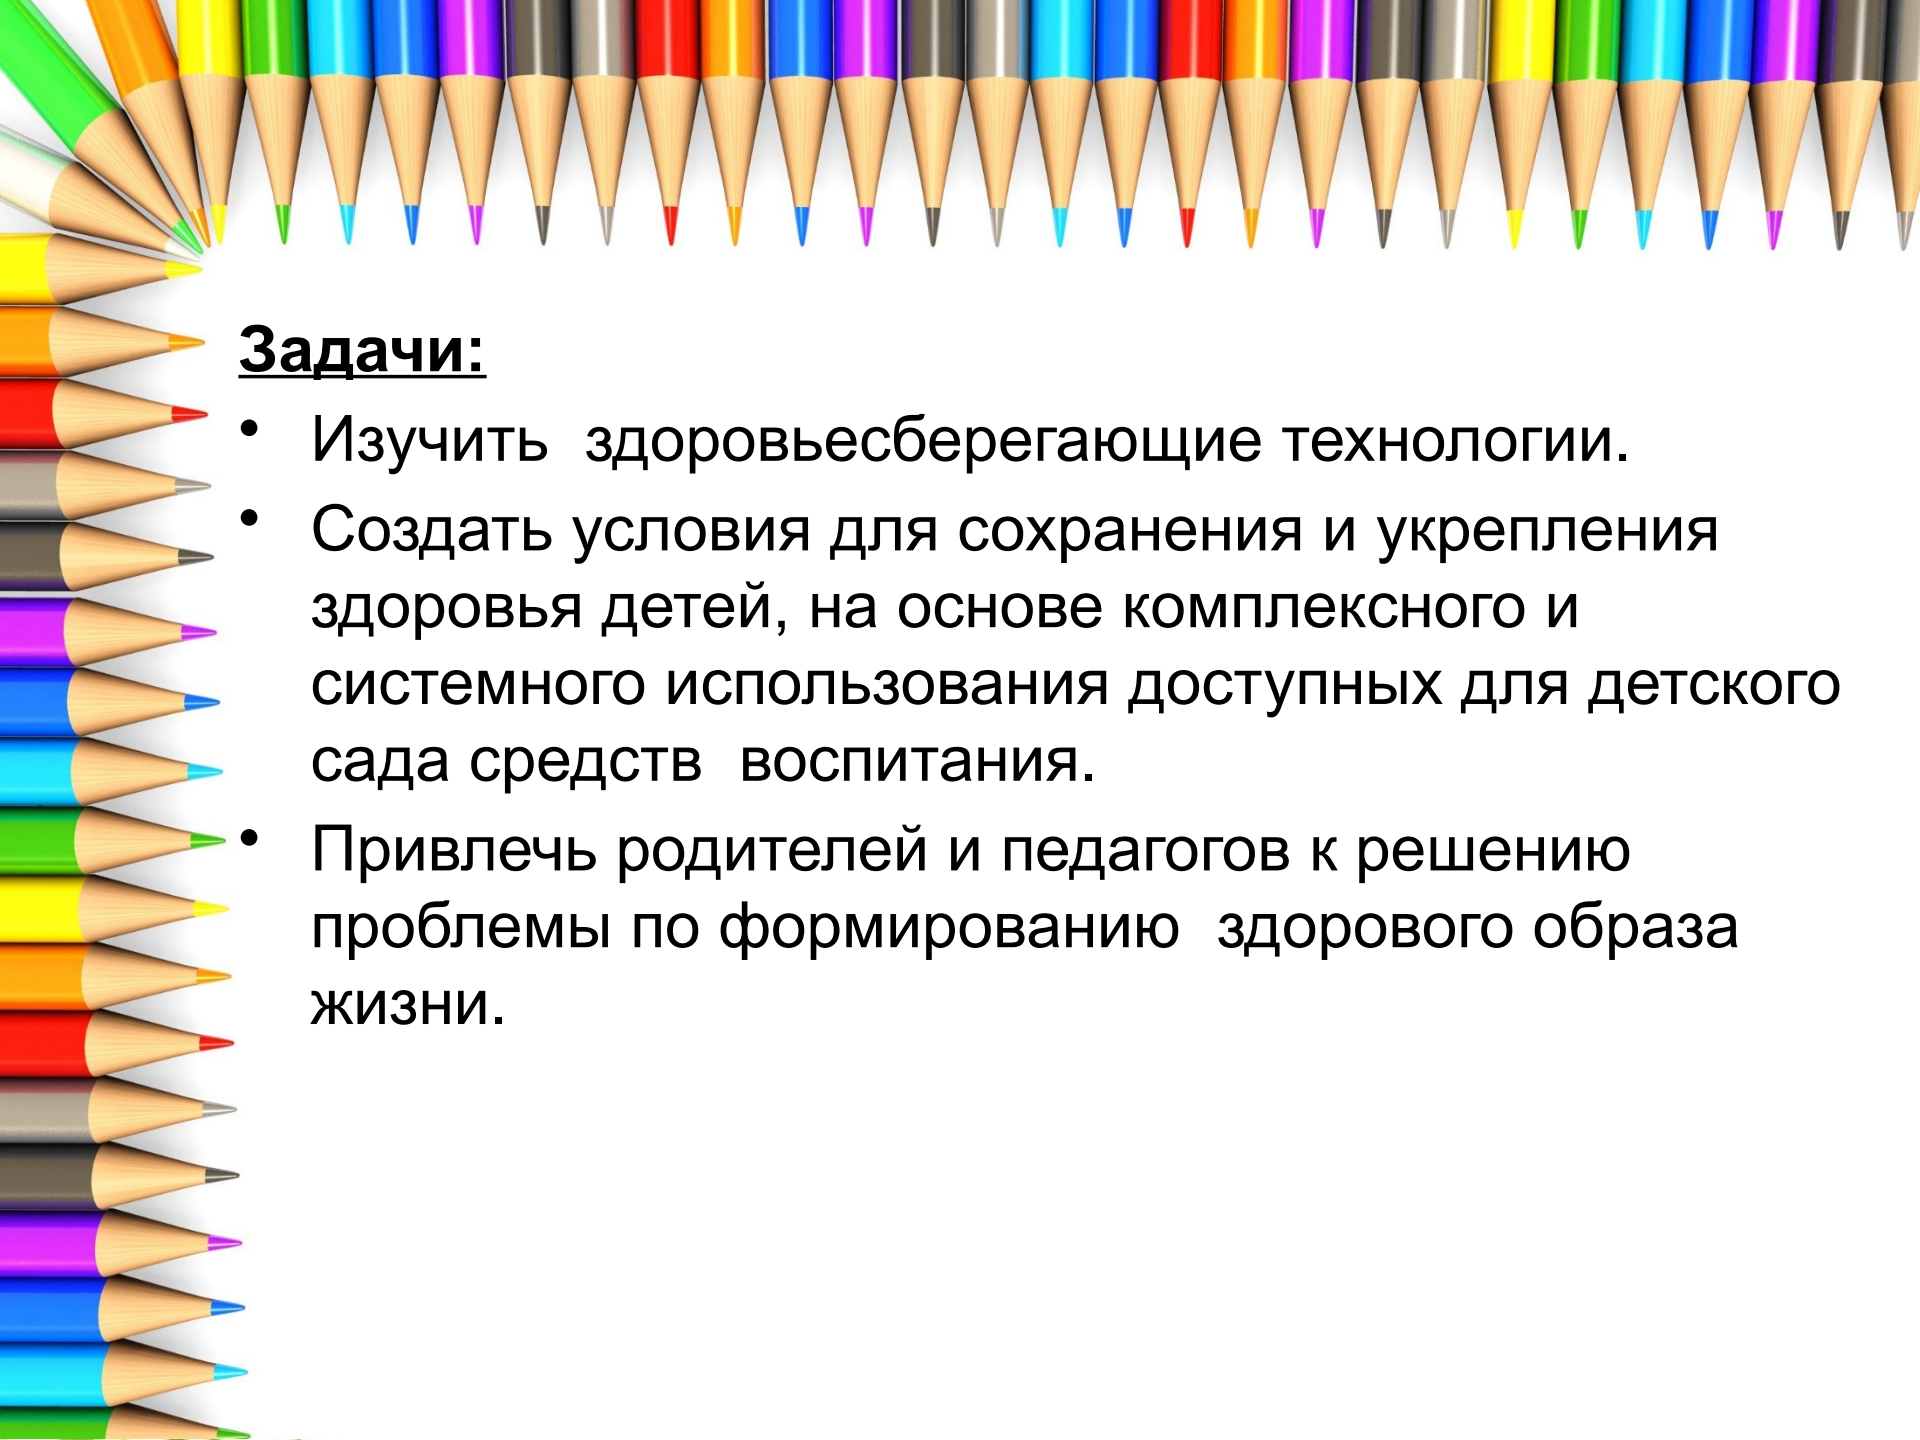 Задачи:
• Изучить  здоровьесберегающие технологии.
• Создать условия для сохранения и укрепления
здоровья детей, на основе комплексного и
системного использования доступных для детского
сада средств  воспитания.
• Привлечь родителей и педагогов к решению
проблемы по формированию  здорового образа
жизни.